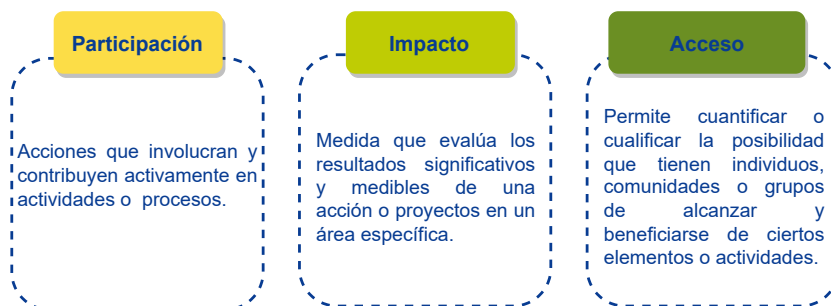 Participación
Acciones que involucran y
contribuyen activamente en
actividades o procesos.
Impacto
Medida que evalúa los
resultados significativos
y medibles de una
acción o proyectos en un
área específica.
Acceso
Permite cuantificar o
cualificar la posibilidad
que tienen individuos,
comunidades o grupos
de alcanzar y
beneficiarse de ciertos
elementos o actividades.